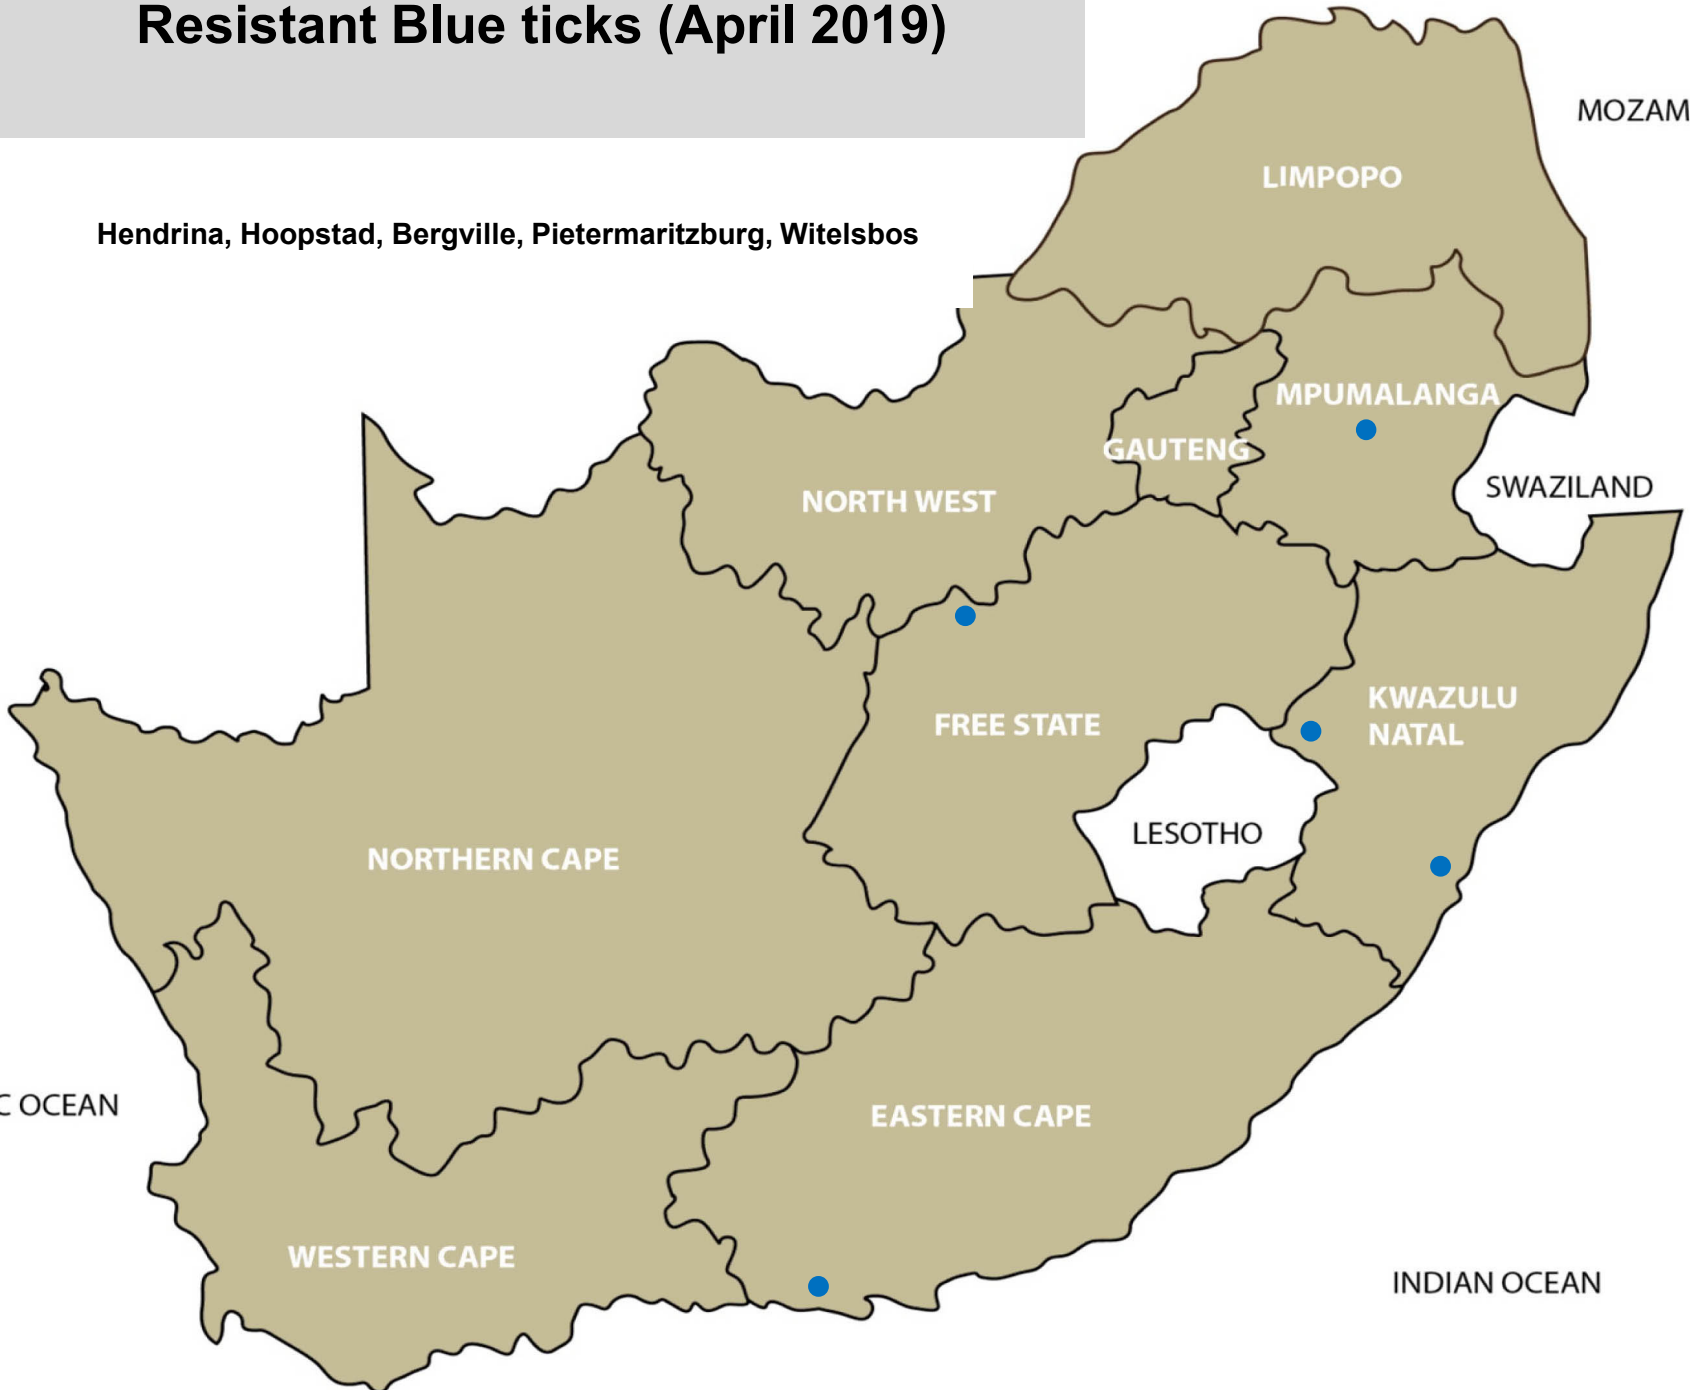 Resistant Blue ticks (April 2019)
MOZAM
LIMPOPO
Hendrina, Hoopstad, Bergville, Pietermaritzburg, Witelsbos
MPUMALANGA
GAUTENG
SWAZILAND
NORTH WEST
KWAZULU
NATAL
FREE STATE
LESOTHO
NORTHERN CAPE
C OCEAN
EASTERN CAPE
WESTERN CAPE
INDIAN OCEAN